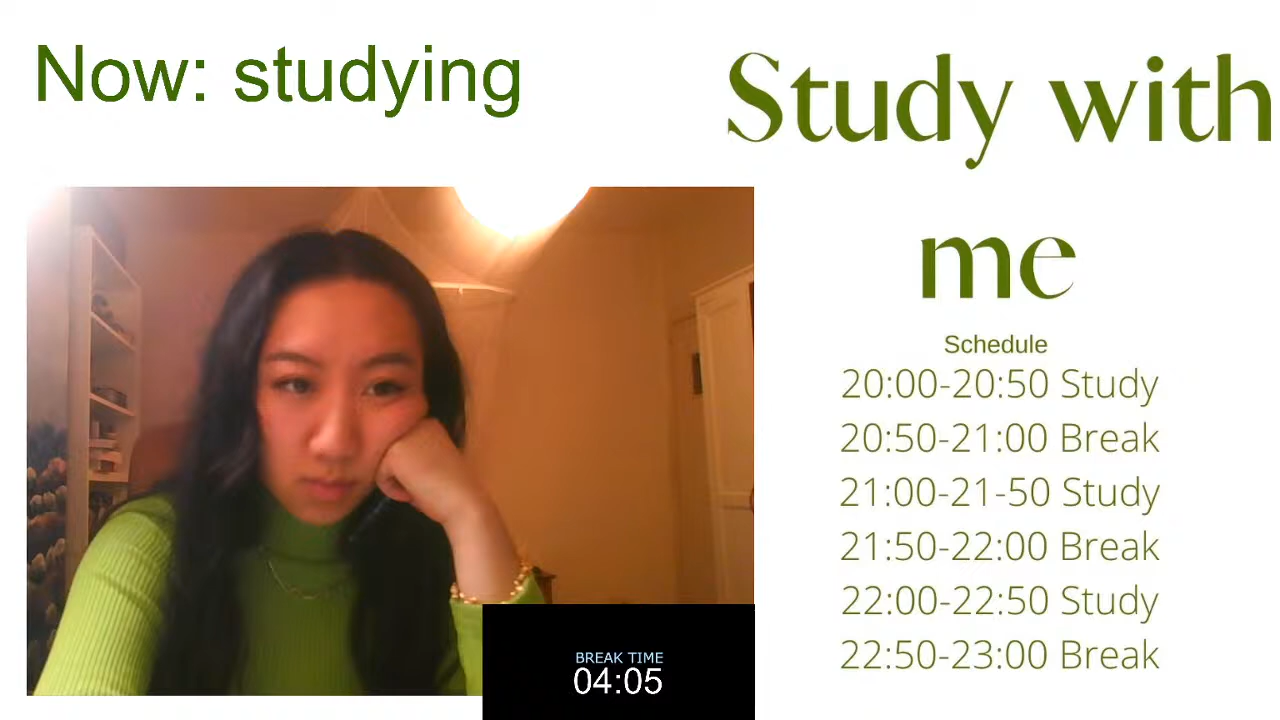 Now: studying
Study with
me
Schedule
20:00-20:50 Study
20:50-21:00 Break
21:00-21-50 Study
21:50-22:00 Break
22:00-22:50 Study
22:50-23:00 Break
BREAK TIME
04:05